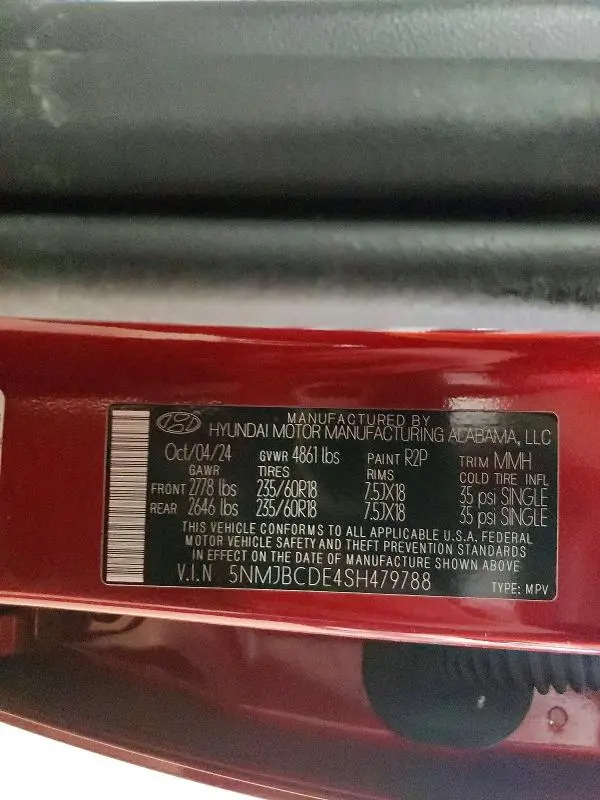 MANUFACTURED BY
HYUNDAI MOTOR MANUFACTURING ALABAMA, LLC
Oct/04/24 GVWR 4861 lbs PAINT R2P TRIM MMH
GAWR TIRES RIMS COLD TIRE INFL
FRONT 2778 lbs 235/60R18 7.5JX18 35 psi SINGLE
REAR 2646 lbs 235/60R18 7.5JX18 35 psi SINGLE
THIS VEHICLE CONFORMS TO ALL APPLICABLE U.S.A. FEDERAL
MOTOR VEHICLE SAFETY AND THEFT PREVENTION STANDARDS
IN EFFECT ON THE DATE OF MANUFACTURE SHOWN ABOVE
V.I.N 5NMJBCDE4SH479788 TYPE: MPV